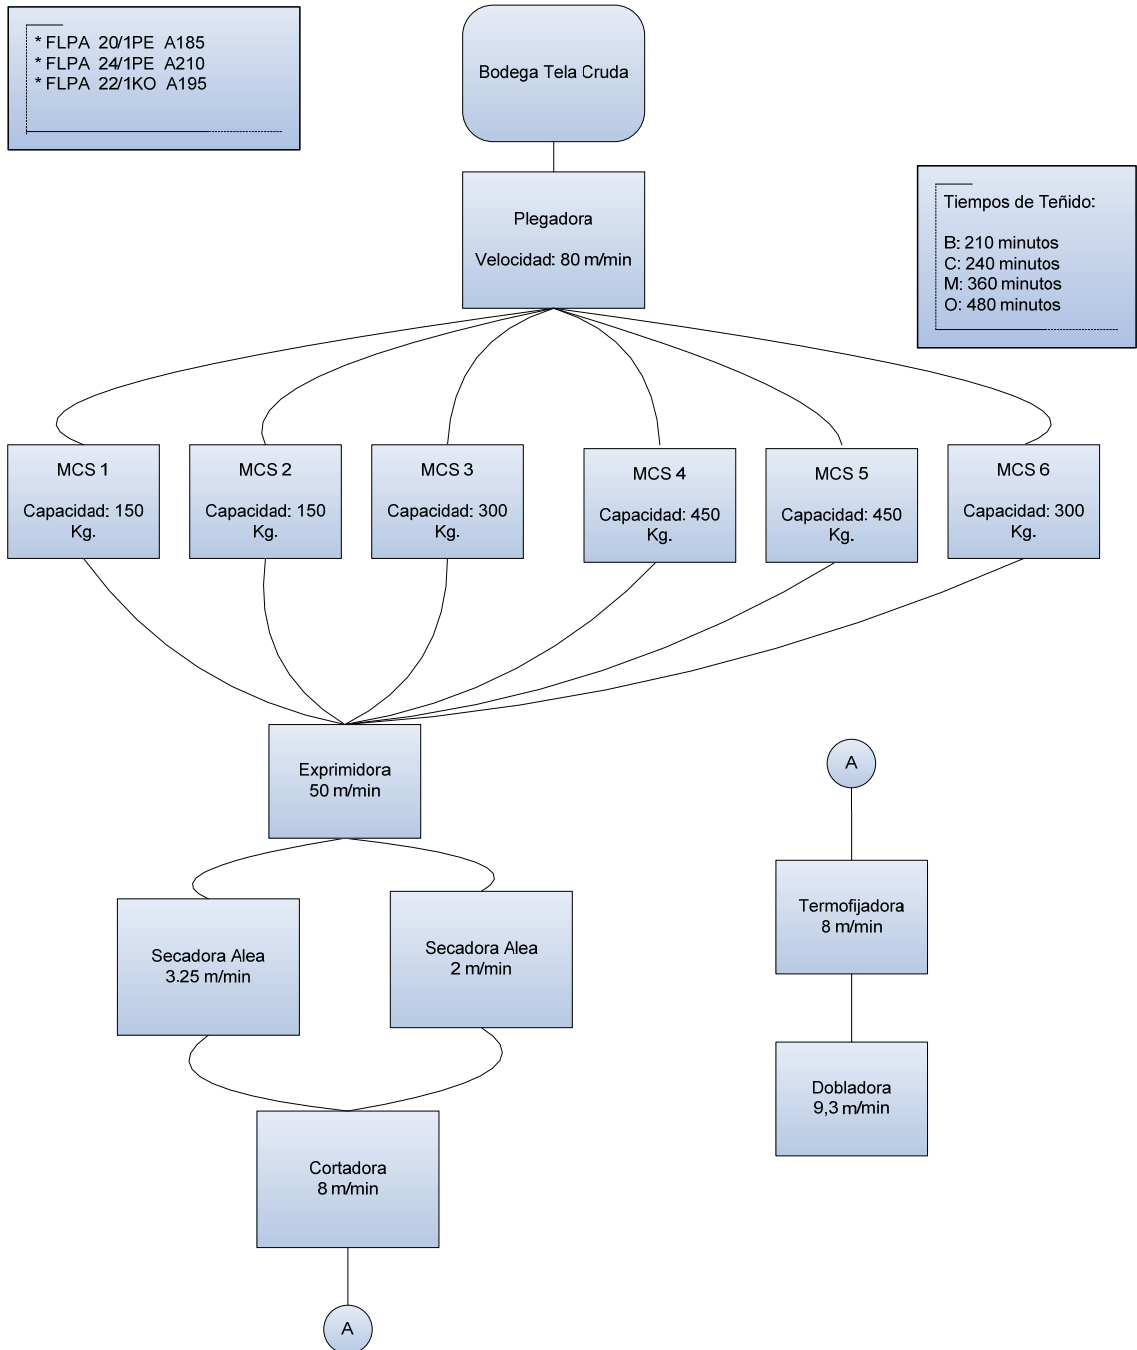 * FLPA 20/1PE A185
* FLPA 24/1PE A210
* FLPA 22/1KO A195
Bodega Tela Cruda
Plegadora
Velocidad: 80 m/min
Tiempos de Teñido:
B: 210 minutos
C: 240 minutos
M: 360 minutos
O: 480 minutos
MCS 1
Capacidad: 150
Kg.
MCS 2
Capacidad: 150
Kg.
MCS 3
Capacidad: 300
Kg.
MCS 4
Capacidad: 450
Kg.
MCS 5
Capacidad: 450
Kg.
MCS 6
Capacidad: 300
Kg.
Exprimidora
50 m/min
Secadora Alea
3.25 m/min
Secadora Alea
2 m/min
Cortadora
8 m/min
A
A
Termofijadora
8 m/min
Dobladora
9,3 m/min